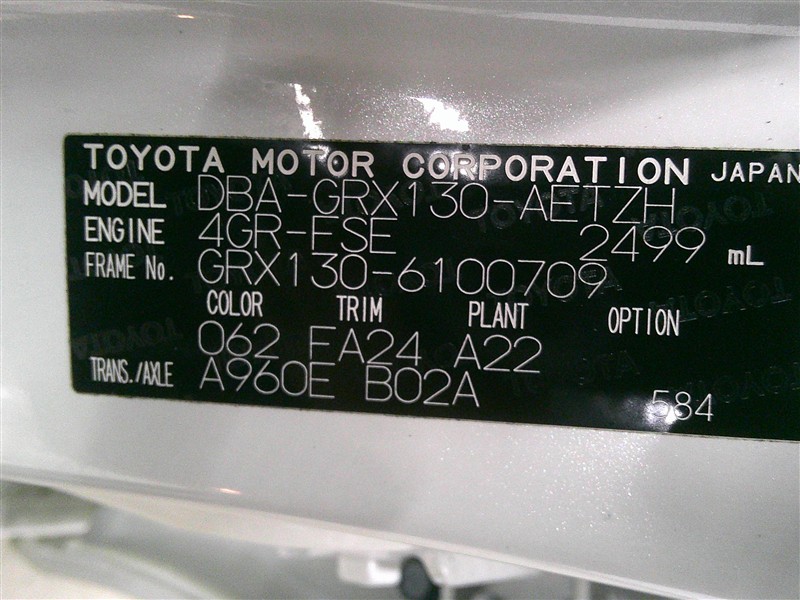 TOYOTA MOTOR CORPORATION JAPAN
MODEL DBA-GRX130-AETZH
ENGINE 4GR-FSE 2499 mL
FRAME No. GRX130-6100709
COLOR TRIM PLANT OPTION
062 FA24 A22
TRANS./AXLE A960E B02A
584